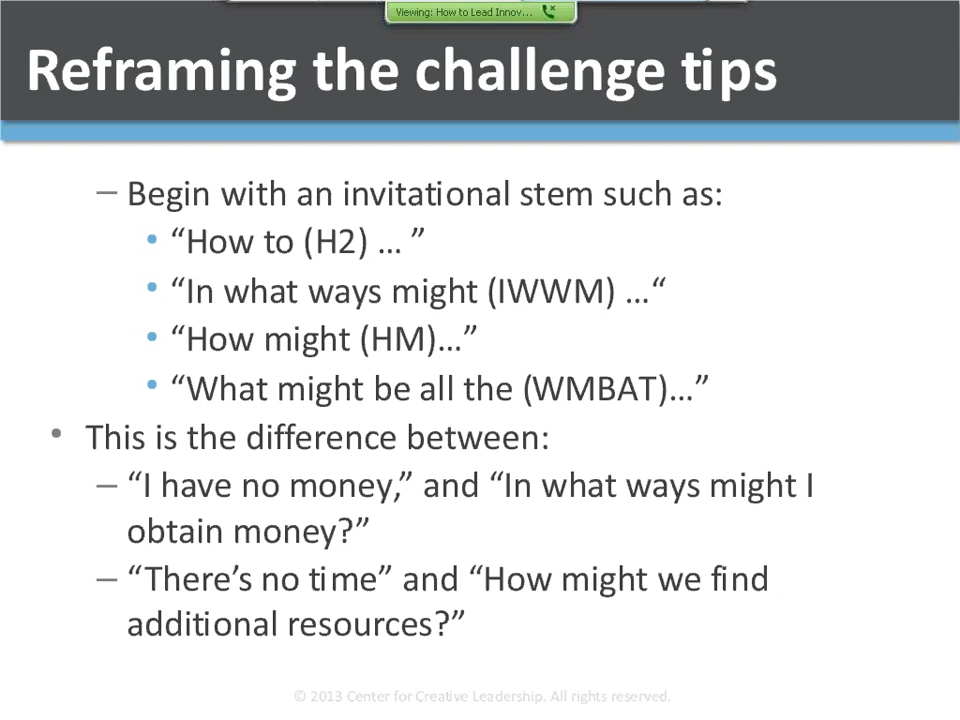 Viewing: How to Lead Innov...
Reframing the challenge tips
– Begin with an invitational stem such as:
• “How to (H2) … ”
• “In what ways might (IWWM) …“
• “How might (HM)…”
• “What might be all the (WMBAT)…”
• This is the difference between:
– “I have no money,” and “In what ways might I
obtain money?”
– “There’s no time” and “How might we find
additional resources?”
© 2013 Center for Creative Leadership. All rights reserved.